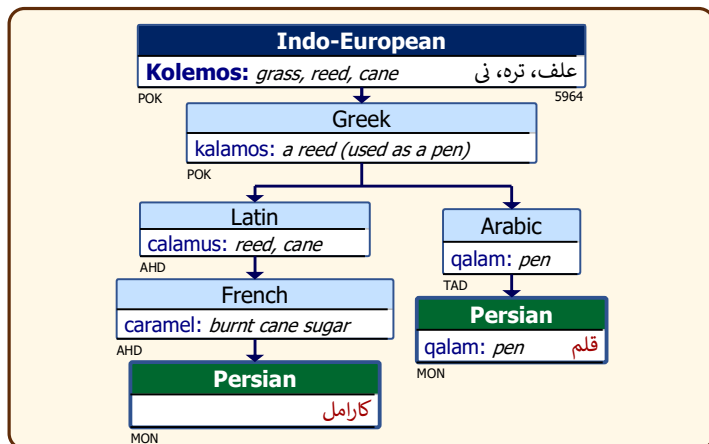 Indo-European
Kolemos: grass, reed, cane علف، تره، نی
POK 5964
Greek
kalamos: a reed (used as a pen)
POK
Latin
calamus: reed, cane
AHD
Arabic
qalam: pen
TAD
French
caramel: burnt cane sugar
AHD
Persian
qalam: pen قلم
MON
Persian
کارامل
MON